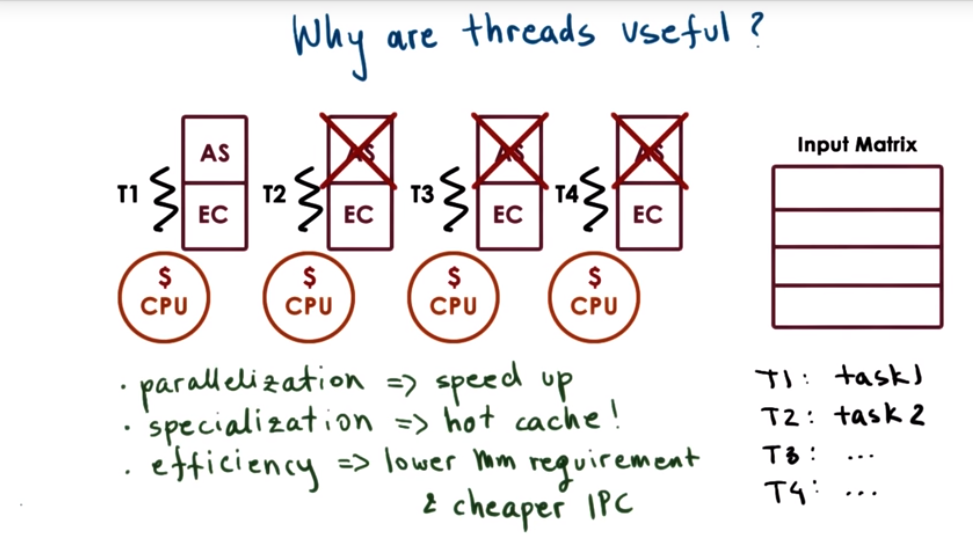 Why are threads useful?
AS AS AS AS
Input Matrix
T1 T2 T3 T4
EC EC EC EC
$ $ $ $
CPU CPU CPU CPU
• parallelization => speed up
• specialization => hot cache!
• efficiency => lower mm requirement
& cheaper IPC
T1: task1
T2: task2
T3: ...
T4: ...